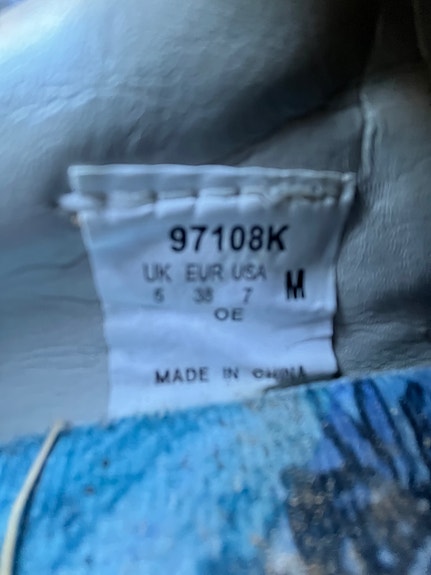 97108K
UK EUR USA M
5 38 7
OE
MADE IN CHINA